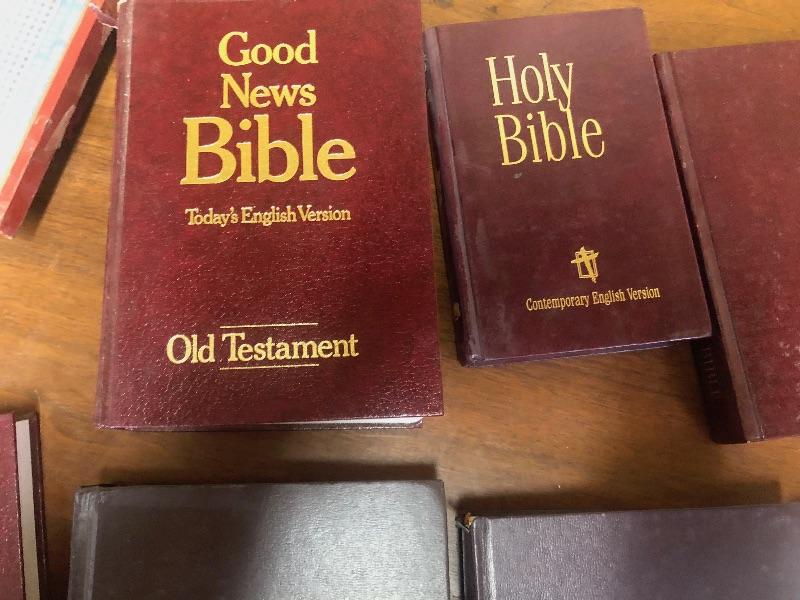 Good
News
Bible
Today's English Version
Old Testament
Holy
Bible
Contemporary English Version